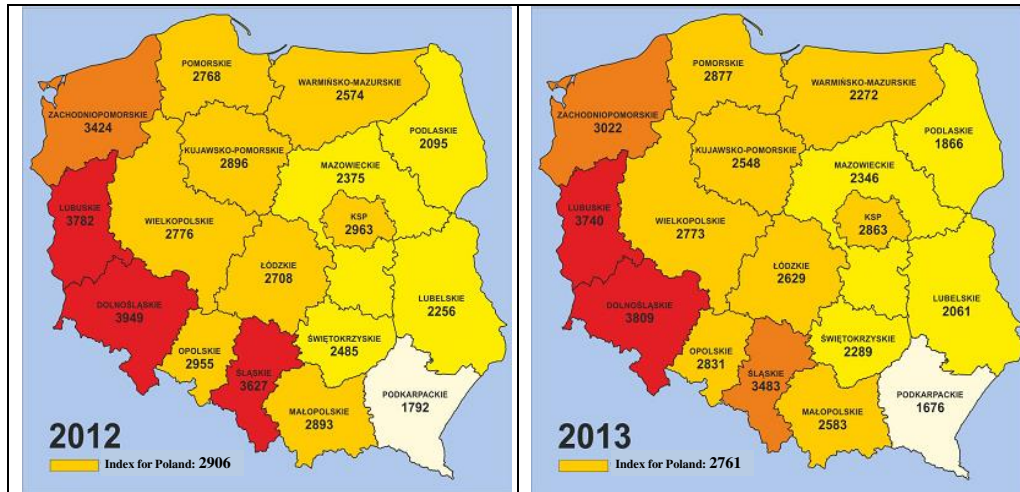 POMORSKIE
2768
WARMIŃSKO-MAZURSKIE
2574
ZACHODNIOPOMORSKIE
3424
PODLASKIE
2095
KUJAWSKO-POMORSKIE
2896
MAZOWIECKIE
2375
LUBUSKIE
3782
KSP
2963
WIELKOPOLSKIE
2776
ŁÓDZKIE
2708
LUBELSKIE
2256
DOLNOŚLĄSKIE
3949
ŚWIĘTOKRZYSKIE
2485
OPOLSKIE
2955
ŚLĄSKIE
3627
PODKARPACKIE
1792
MAŁOPOLSKIE
2893
2012
Index for Poland: 2906
POMORSKIE
2877
WARMIŃSKO-MAZURSKIE
2272
ZACHODNIOPOMORSKIE
3022
PODLASKIE
1866
KUJAWSKO-POMORSKIE
2548
MAZOWIECKIE
2346
LUBUSKIE
3740
KSP
2863
WIELKOPOLSKIE
2773
ŁÓDZKIE
2629
LUBELSKIE
2061
DOLNOŚLĄSKIE
3809
ŚWIĘTOKRZYSKIE
2289
OPOLSKIE
2831
ŚLĄSKIE
3483
PODKARPACKIE
1676
MAŁOPOLSKIE
2583
2013
Index for Poland: 2761